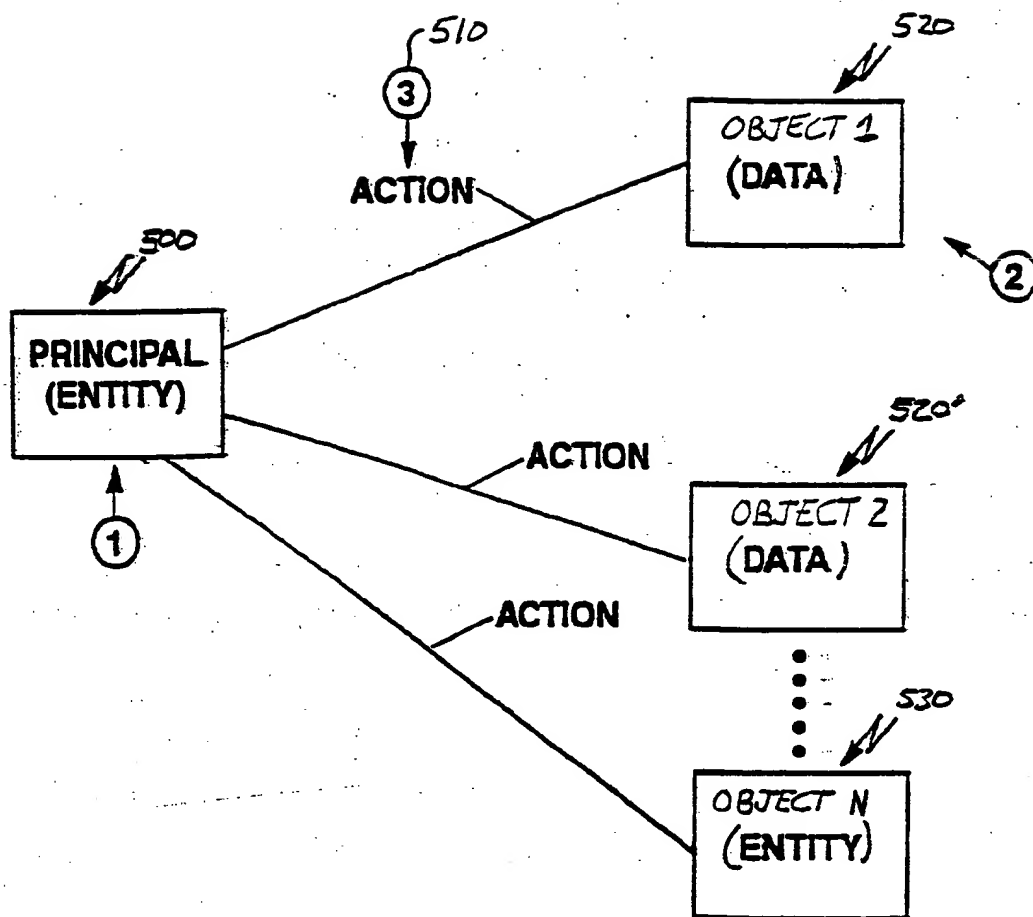 510
3
ACTION
520
OBJECT 1
(DATA)
2
500
PRINCIPAL
(ENTITY)
1
ACTION
520'
OBJECT 2
(DATA)
ACTION
530
OBJECT N
(ENTITY)